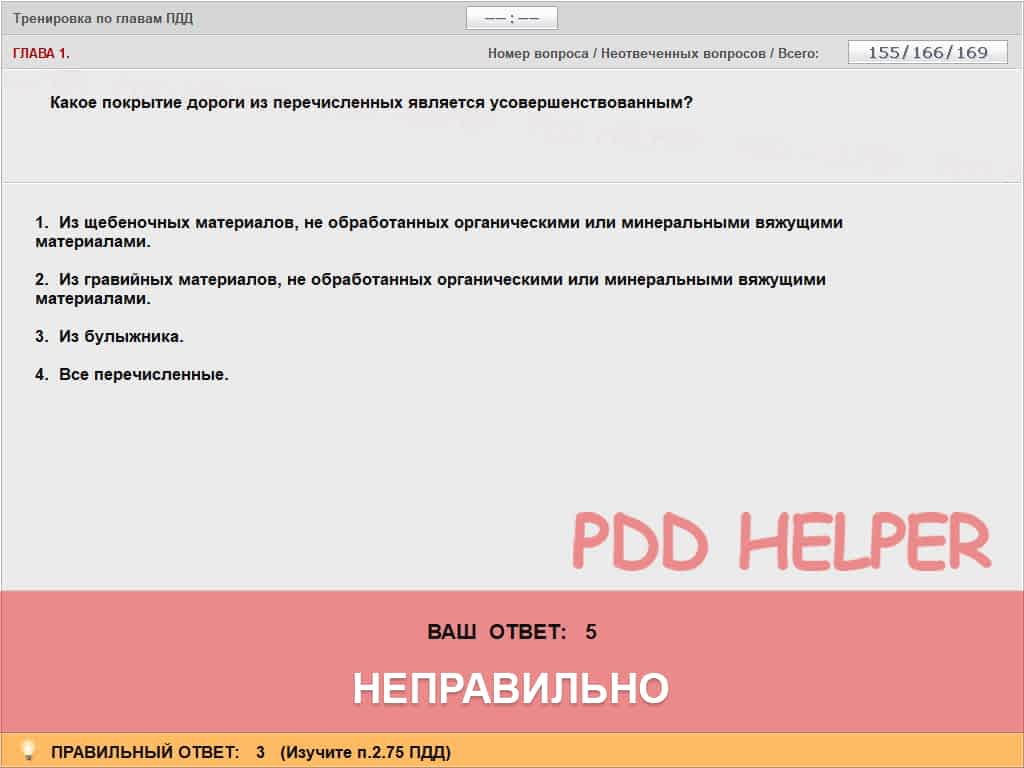 Тренировка по главам ПДД
–– : ––
ГЛАВА 1.
Номер вопроса / Неотвеченных вопросов / Всего:
155/166/169
Какое покрытие дороги из перечисленных является усовершенствованным?
1. Из щебеночных материалов, не обработанных органическими или минеральными вяжущими
материалами.
2. Из гравийных материалов, не обработанных органическими или минеральными вяжущими
материалами.
3. Из булыжника.
4. Все перечисленные.
PDD HELPER
ВАШ ОТВЕТ: 5
НЕПРАВИЛЬНО
ПРАВИЛЬНЫЙ ОТВЕТ: 3 (Изучите п.2.75 ПДД)